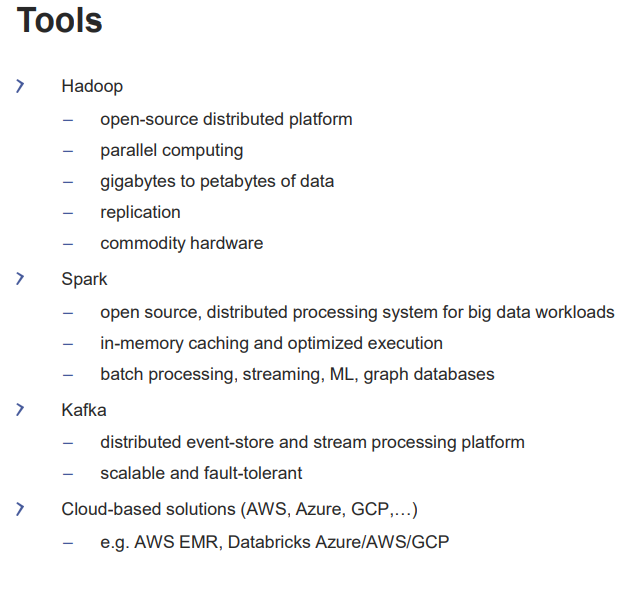 Tools
Hadoop
– open-source distributed platform
– parallel computing
– gigabytes to petabytes of data
– replication
– commodity hardware
Spark
– open source, distributed processing system for big data workloads
– in-memory caching and optimized execution
– batch processing, streaming, ML, graph databases
Kafka
– distributed event-store and stream processing platform
– scalable and fault-tolerant
Cloud-based solutions (AWS, Azure, GCP,…)
– e.g. AWS EMR, Databricks Azure/AWS/GCP